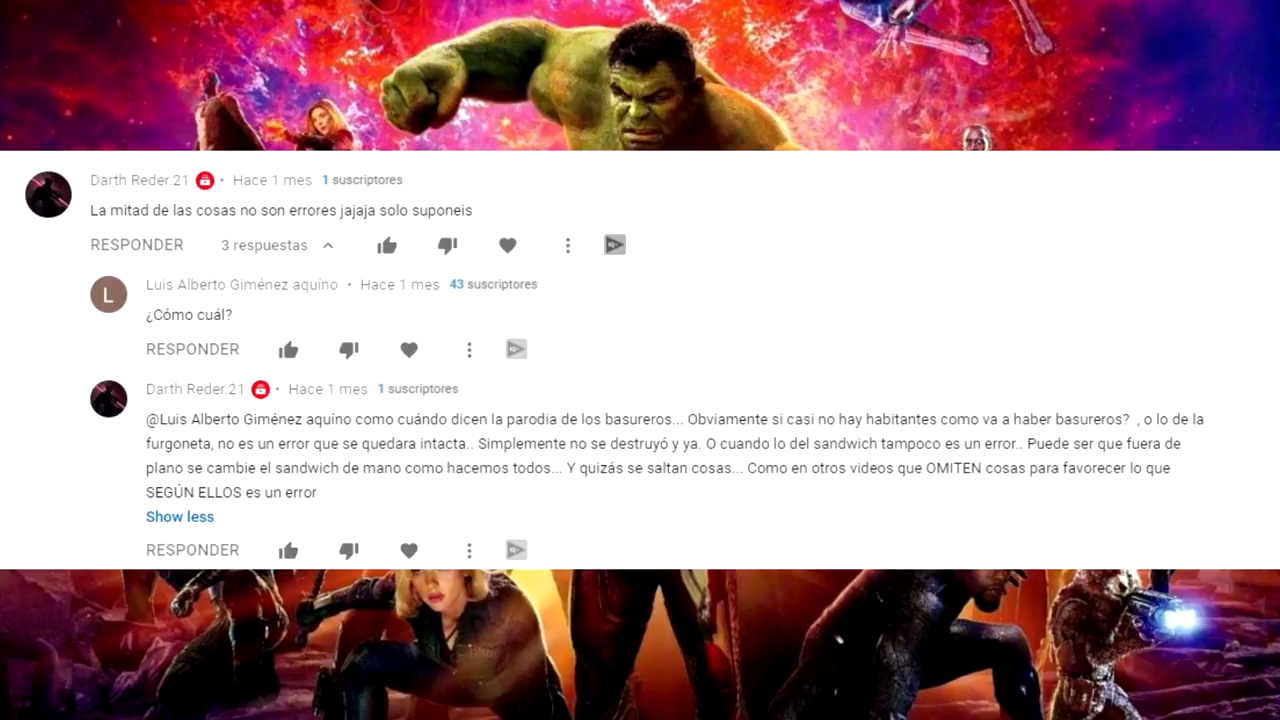 Darth Reder.21 • Hace 1 mes 1 suscriptores
La mitad de las cosas no son errores jajaja solo suponeis
RESPONDER 3 respuestas
L
Luis Alberto Giménez aquíno • Hace 1 mes 43 suscriptores
¿Cómo cuál?
RESPONDER
Darth Reder.21 • Hace 1 mes 1 suscriptores
@Luis Alberto Giménez aquíno como cuándo dicen la parodia de los basureros... Obviamente si casi no hay habitantes como va a haber basureros? , o lo de la
furgoneta, no es un error que se quedara intacta.. Simplemente no se destruyó y ya. O cuando lo del sandwich tampoco es un error.. Puede ser que fuera de
plano se cambie el sandwich de mano como hacemos todos... Y quizás se saltan cosas... Como en otros videos que OMITEN cosas para favorecer lo que
SEGÚN ELLOS es un error
Show less
RESPONDER